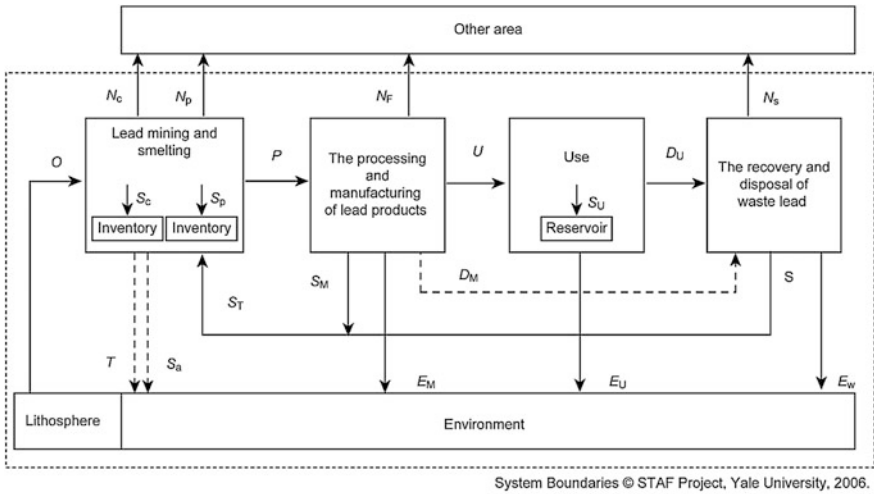 Other area
N_c
N_p
N_F
N_s
Lead mining and
smelting
O
P
The processing
and
manufacturing
of lead products
U
Use
D_U
The recovery and
disposal of
waste lead
S_c
S_p
S_U
Inventory
Inventory
Reservoir
S_T
S_M
D_M
S
T
S_a
E_M
E_U
E_w
Lithosphere
Environment
System Boundaries © STAF Project, Yale University, 2006.